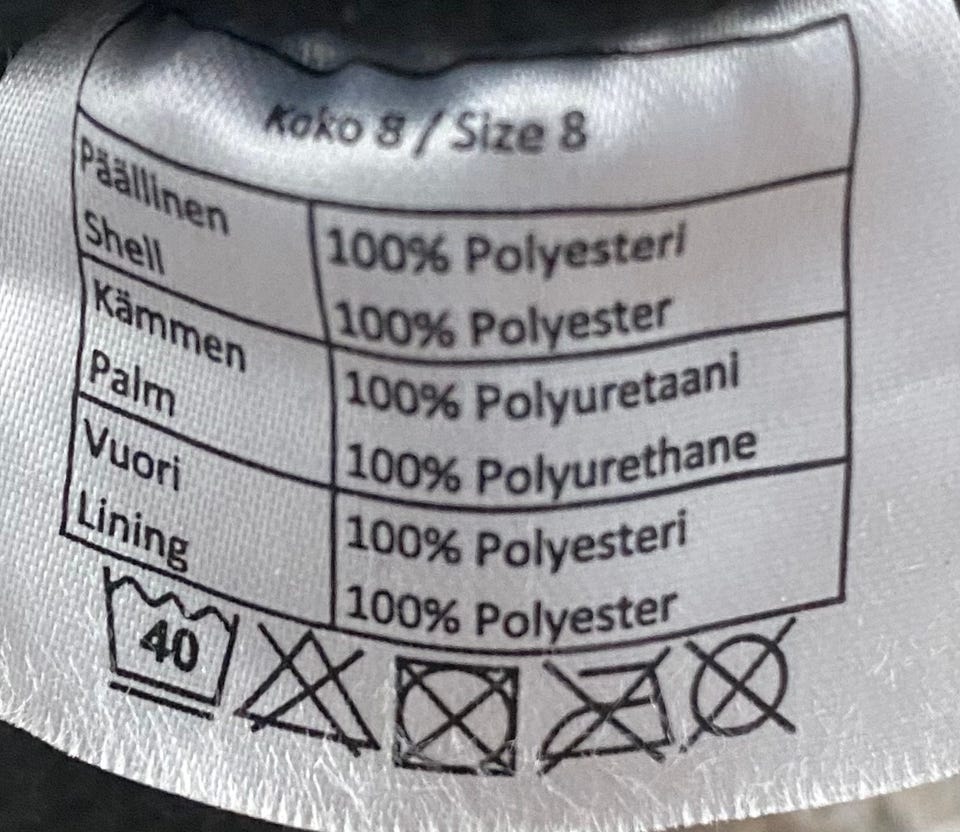 Koko 8 / Size 8
Päällinen
Shell
100% Polyesteri
100% Polyester
Kämmen
Palm
100% Polyuretaani
100% Polyurethane
Vuori
Lining
100% Polyesteri
100% Polyester
40